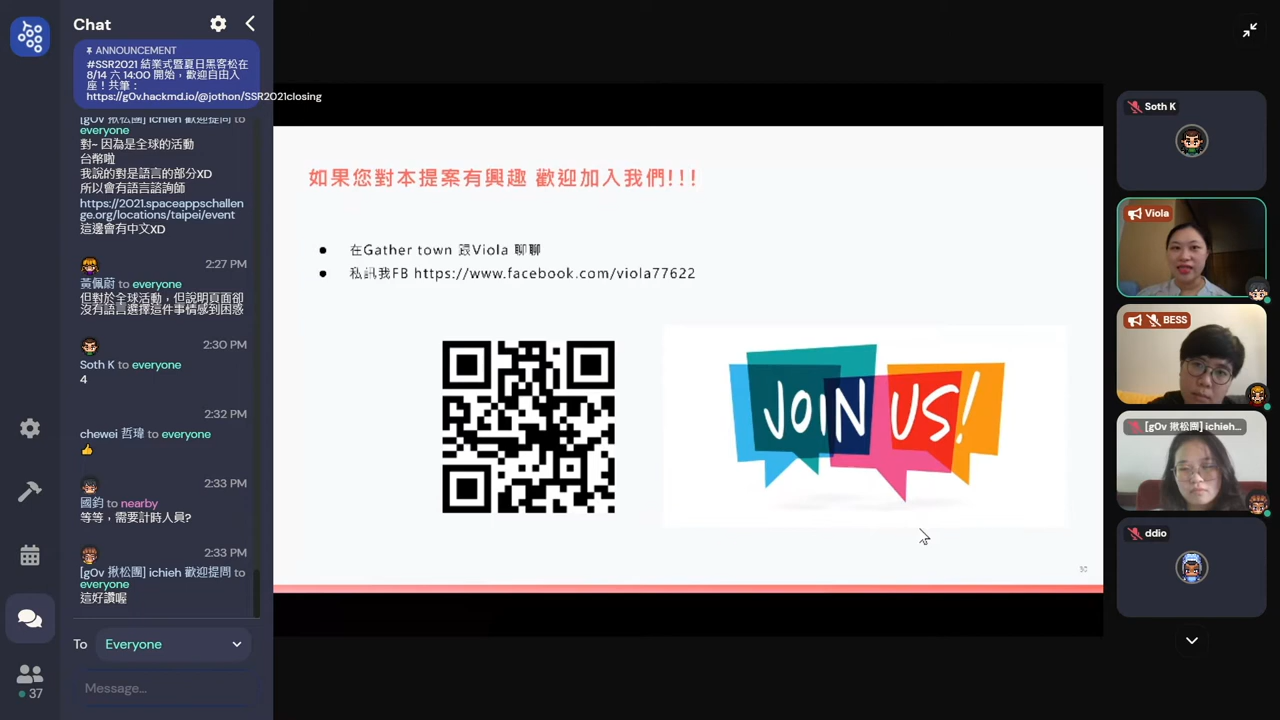 Chat
ANNOUNCEMENT
#SSR2021 結業式暨夏日黑客松在
8/14 六 14:00 開始，歡迎自由入
座！共筆：
https://g0v.hackmd.io/@jothon/SSR2021closing
[g0v 揪松團] ichieh 歡迎提問 to
everyone
對~ 因為是全球的活動
台幣啦
我說的對是語言的部分XD
所以會有語言諮詢師
https://2021.spaceappschallen
ge.org/locations/taipei/event
這邊會有中文XD
2:27 PM
黃佩蔚 to everyone
但對於全球活動，但說明頁面卻
沒有語言選擇這件事情感到困惑
2:30 PM
Soth K to everyone
4
2:32 PM
chewei 哲瑋 to everyone
👍
2:33 PM
國鈞 to nearby
等等，需要計時人員?
2:33 PM
[g0v 揪松團] ichieh 歡迎提問 to
everyone
這好讚喔
To Everyone
Message...
37
如果您對本提案有興趣 歡迎加入我們!!!
在Gather town 跟Viola 聊聊
私訊我FB https://www.facebook.com/viola77622
JOIN US!
Soth K
Viola
BESS
[g0v 揪松團] ichieh...
ddio